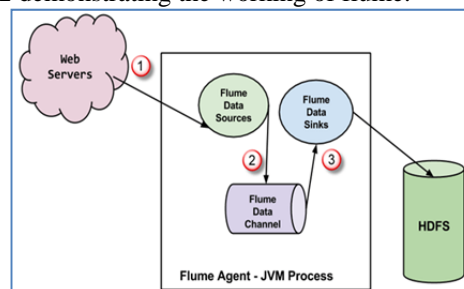 demonstrating the working of flume.
Web
Servers
1
Flume
Data
Sources
Flume
Data
Sinks
2
3
Flume
Data
Channel
HDFS
Flume Agent - JVM Process